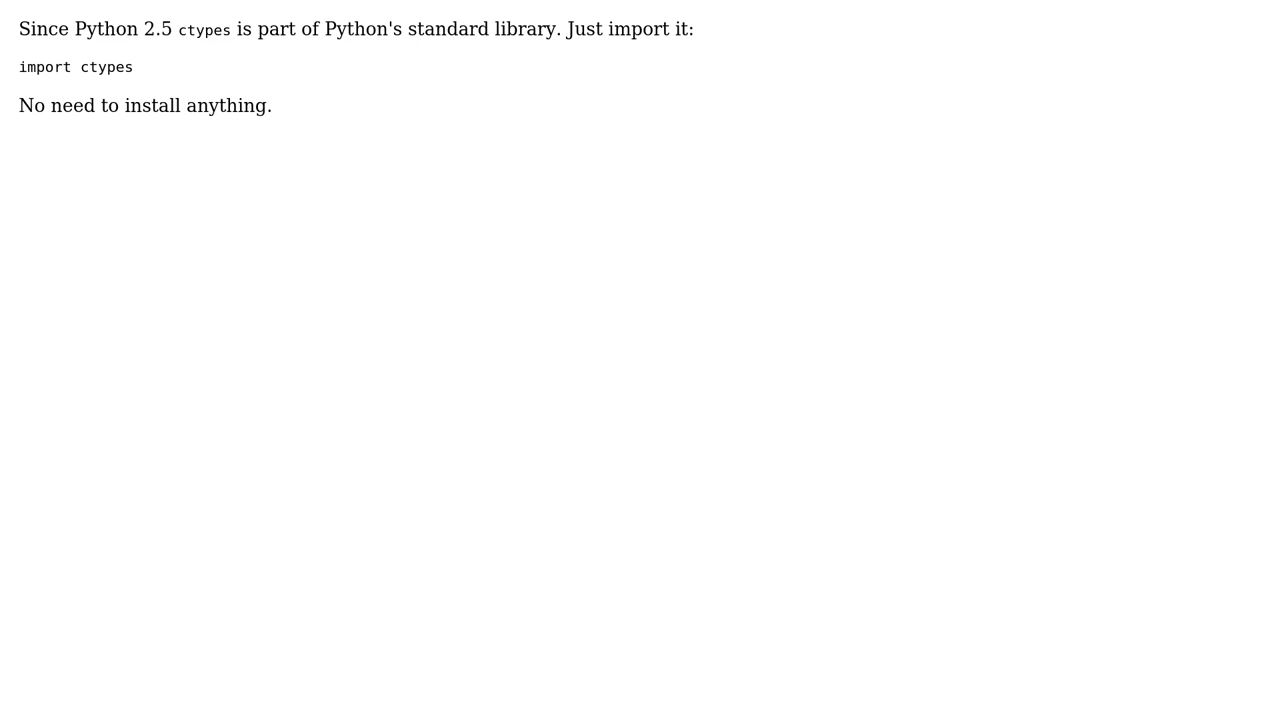 Since Python 2.5 ctypes is part of Python's standard library. Just import it:
import ctypes
No need to install anything.